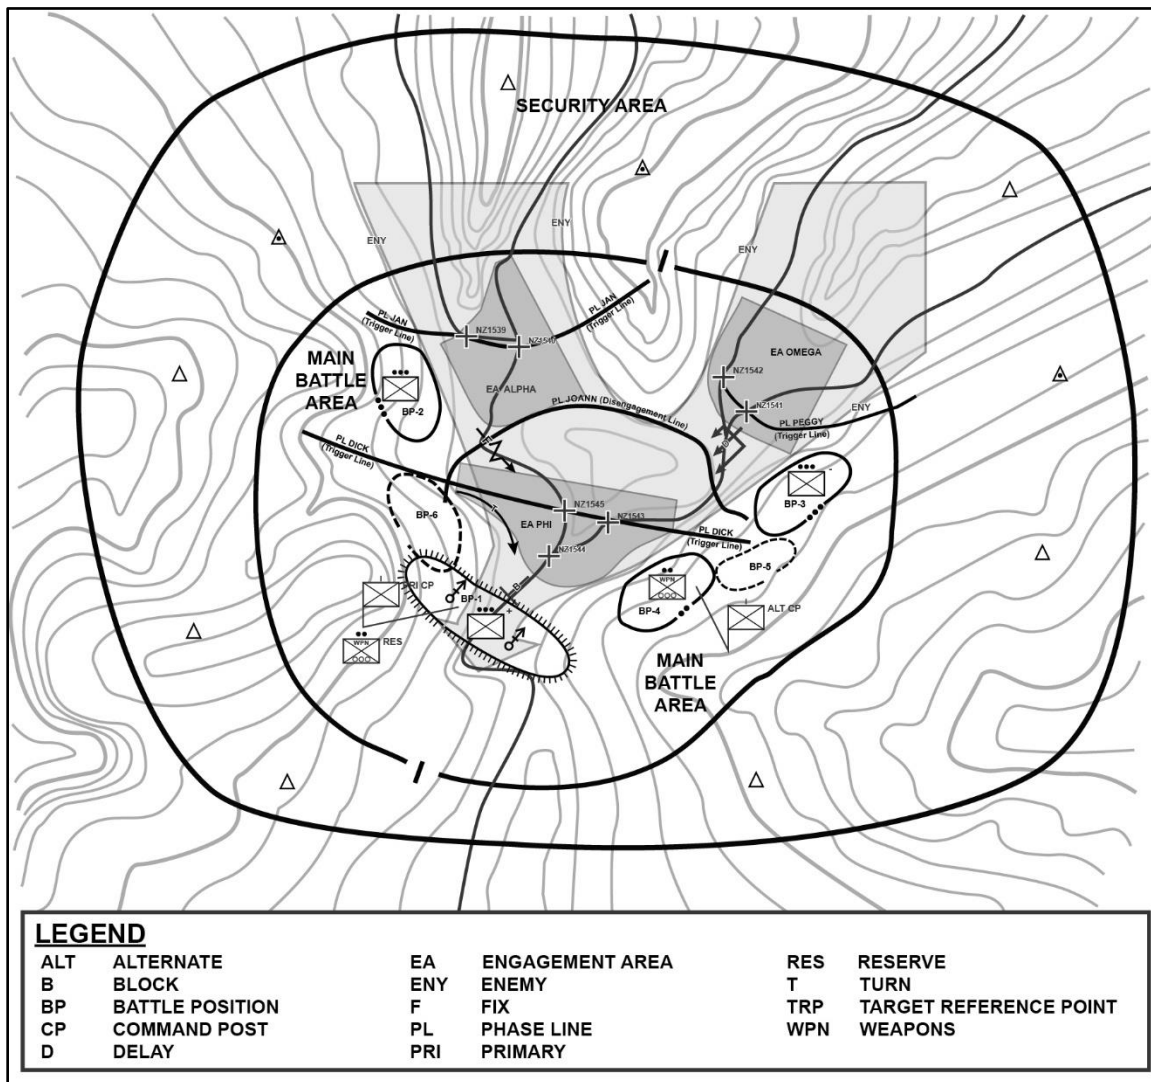 SECURITY AREA
ENY
ENY
ENY
PL JAN
(Trigger Line)
PL JAN
(Trigger Line)
NZ1539
MAIN
BATTLE
AREA
EA OMEGA
NZ1542
EA ALPHA
BP-2
PL JOANN (Disengagement Line)
NZ1541
ENY
PL PEGGY
(Trigger Line)
F
D
PL DICK
(Trigger Line)
-
BP-3
NZ1545
BP-6
T
EA PHI
NZ1543
PL DICK
(Trigger Line)
NZ1544
BP-5
PRI CP
BP-1
B
WPN
BP-4
ALT CP
+
WPN
RES
MAIN
BATTLE
AREA
LEGEND
ALT ALTERNATE
B BLOCK
BP BATTLE POSITION
CP COMMAND POST
D DELAY
EA ENGAGEMENT AREA
ENY ENEMY
F FIX
PL PHASE LINE
PRI PRIMARY
RES RESERVE
T TURN
TRP TARGET REFERENCE POINT
WPN WEAPONS